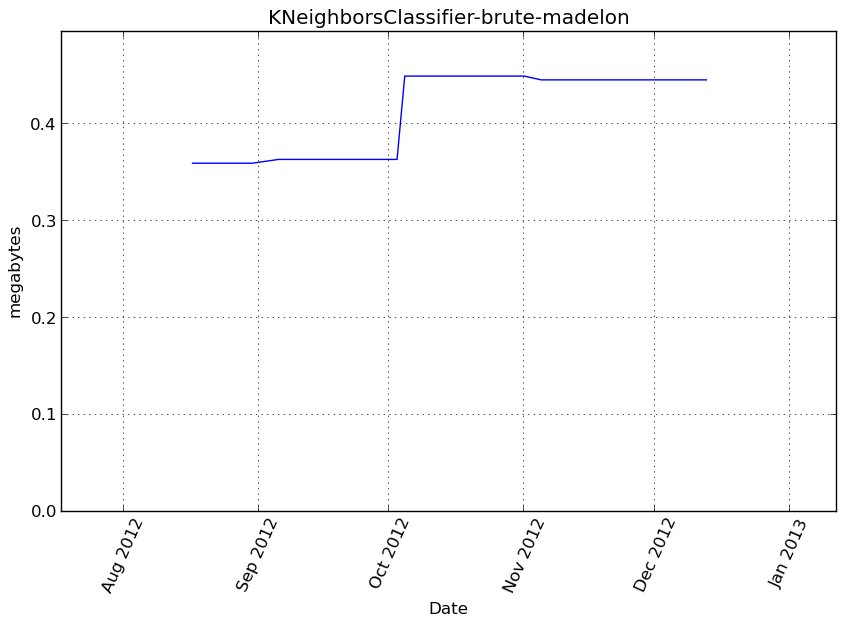 KNeighborsClassifier-brute-madelon
megabytes
0.4
0.3
0.2
0.1
0.0
Aug 2012
Sep 2012
Oct 2012
Nov 2012
Dec 2012
Jan 2013
Date